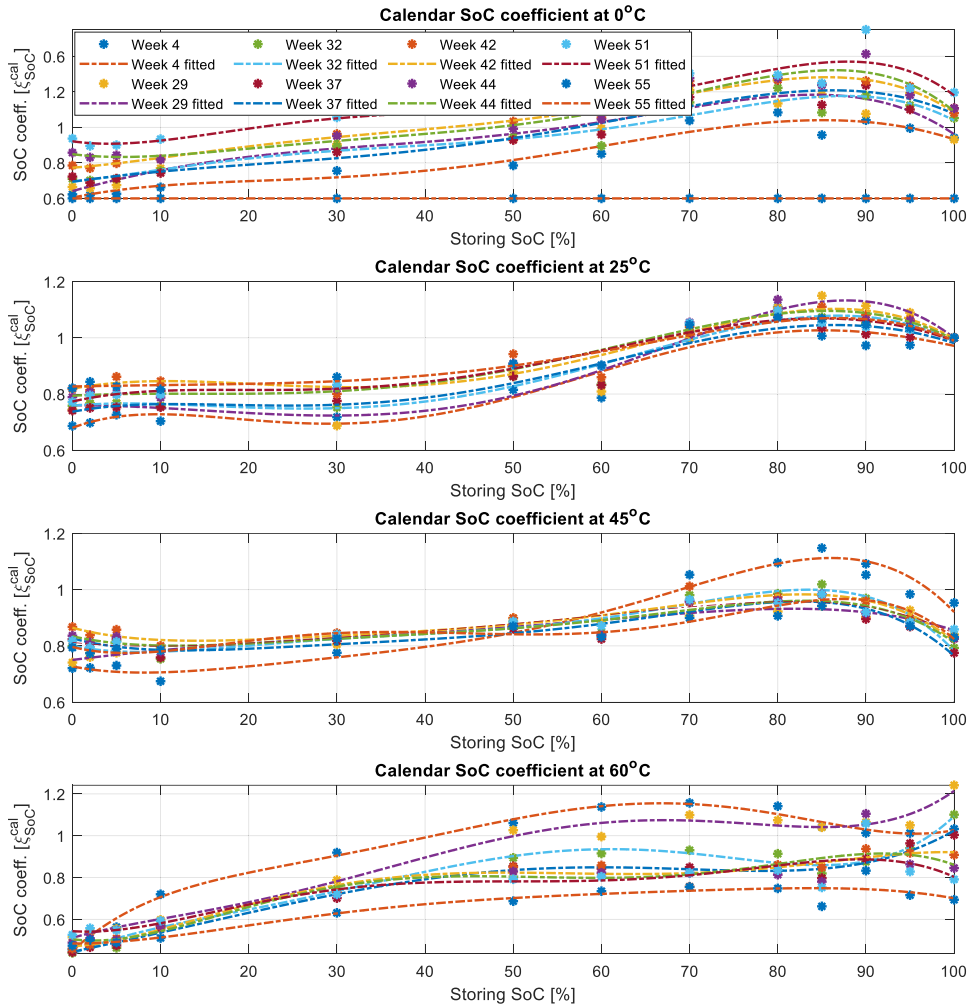 Calendar SoC coefficient at 0°C
Week 4 Week 32 Week 42 Week 51
Week 4 fitted Week 32 fitted Week 42 fitted Week 51 fitted
Week 29 Week 37 Week 44 Week 55
Week 29 fitted Week 37 fitted Week 44 fitted Week 55 fitted
SoC coeff. [ξ^cal_SoC]
0.6
1.2
1
0.8
0.6
0 10 20 30 40 50 60 70 80 90 100
Storing SoC [%]
Calendar SoC coefficient at 25°C
SoC coeff. [ξ^cal_SoC]
1.2
1
0.8
0.6
0 10 20 30 40 50 60 70 80 90 100
Storing SoC [%]
Calendar SoC coefficient at 45°C
SoC coeff. [ξ^cal_SoC]
1.2
1
0.8
0.6
0 10 20 30 40 50 60 70 80 90 100
Storing SoC [%]
Calendar SoC coefficient at 60°C
SoC coeff. [ξ^cal_SoC]
1.2
1
0.8
0.6
0 10 20 30 40 50 60 70 80 90 100
Storing SoC [%]